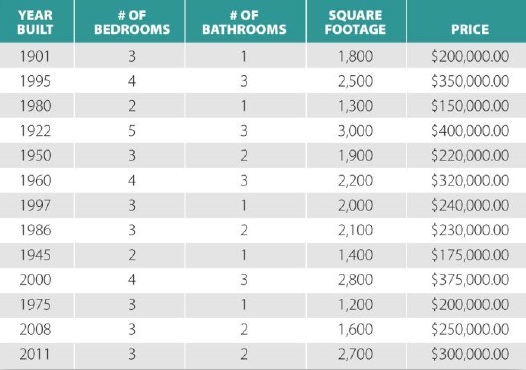 YEAR BUILT # OF BEDROOMS # OF BATHROOMS SQUARE FOOTAGE PRICE
1901 3 1 1,800 $200,000.00
1995 4 3 2,500 $350,000.00
1980 2 1 1,300 $150,000.00
1922 5 3 3,000 $400,000.00
1950 3 2 1,900 $220,000.00
1960 4 3 2,200 $320,000.00
1997 3 1 2,000 $240,000.00
1986 3 2 2,100 $230,000.00
1945 2 1 1,400 $175,000.00
2000 4 3 2,800 $375,000.00
1975 3 1 1,200 $200,000.00
2008 3 2 1,600 $250,000.00
2011 3 2 2,700 $300,000.00